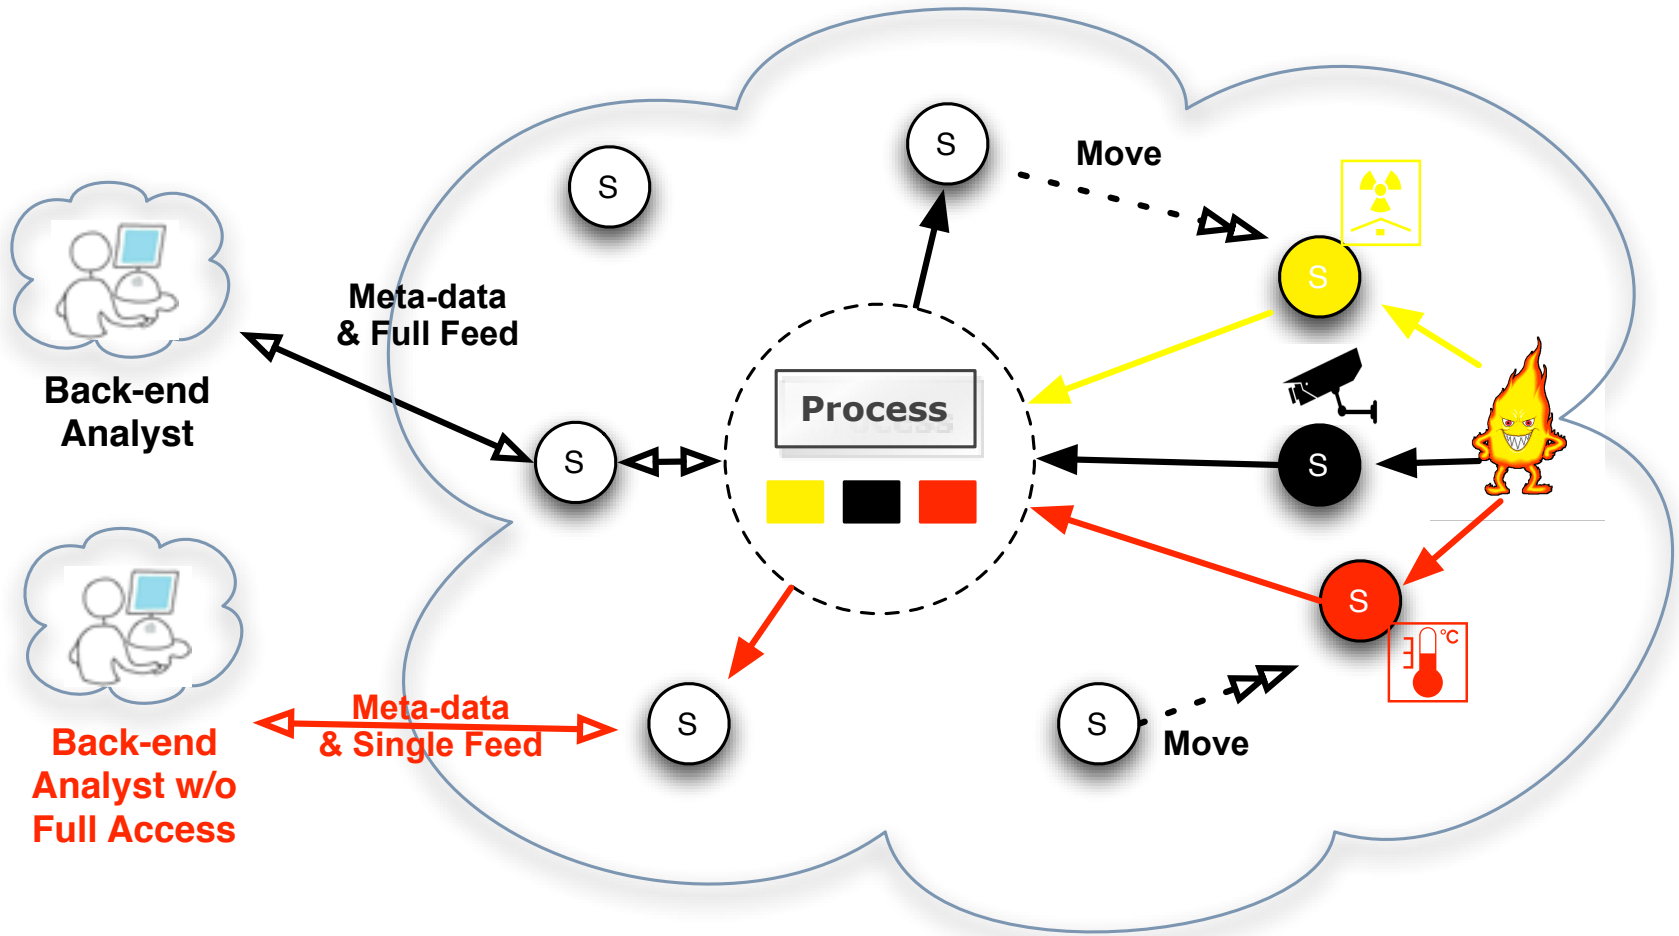 S
Move
S
S
Meta-data
& Full Feed
Back-end
Analyst
Process
S
S
S
S
°C
Meta-data
& Single Feed
S
S
Move
Back-end
Analyst w/o
Full Access